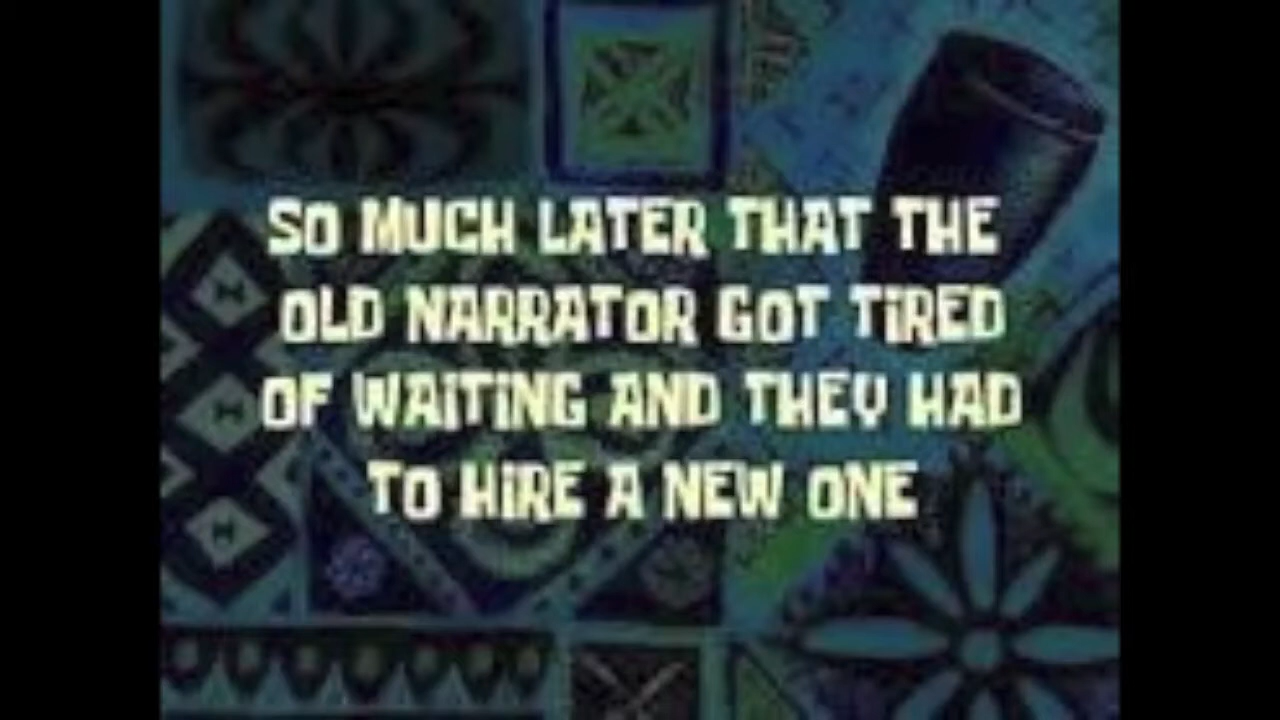 SO MUCH LATER THAT THE
OLD NARRATOR GOT TIRED
OF WAITING AND THEY HAD
TO HIRE A NEW ONE